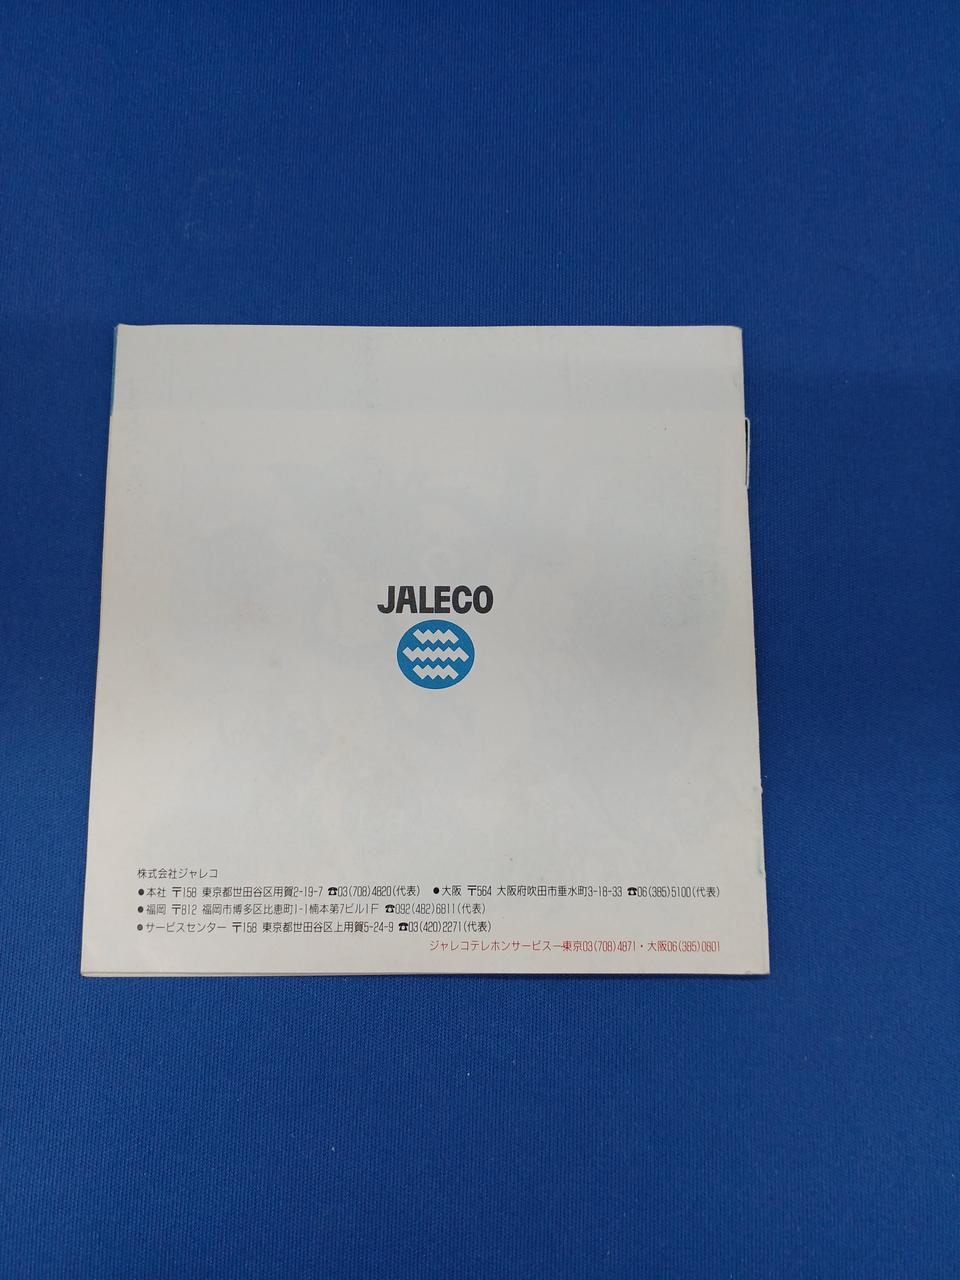 JALECO
株式会社ジャレコ
●本社 〒158 東京都世田谷区用賀2-19-7 ☎03(708)4820(代表) ●大阪 〒564 大阪府吹田市垂水町3-18-33 ☎06(385)5100(代表)
●福岡 〒812 福岡市博多区比恵町1-1楠本第7ビル1F ☎092(482)6811(代表)
●サービスセンター 〒158 東京都世田谷区上用賀5-24-9 ☎03(420)2271(代表)
ジャレコテレホンサービス―東京03(708)4871・大阪06(385)0801